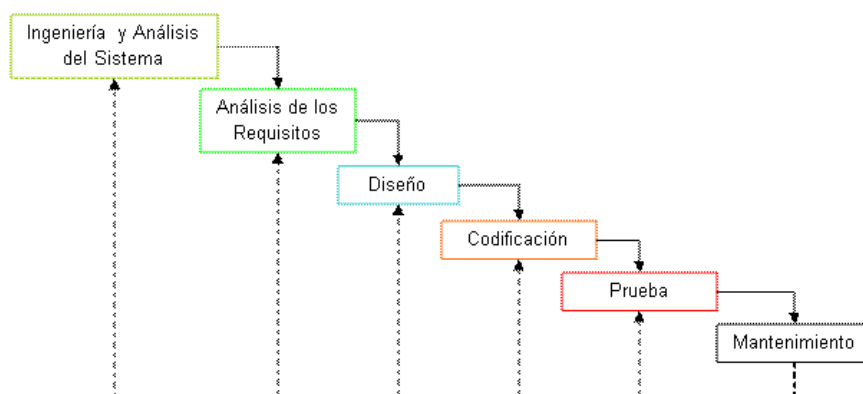 Ingeniería y Análisis
del Sistema
Análisis de los
Requisitos
Diseño
Codificación
Prueba
Mantenimiento